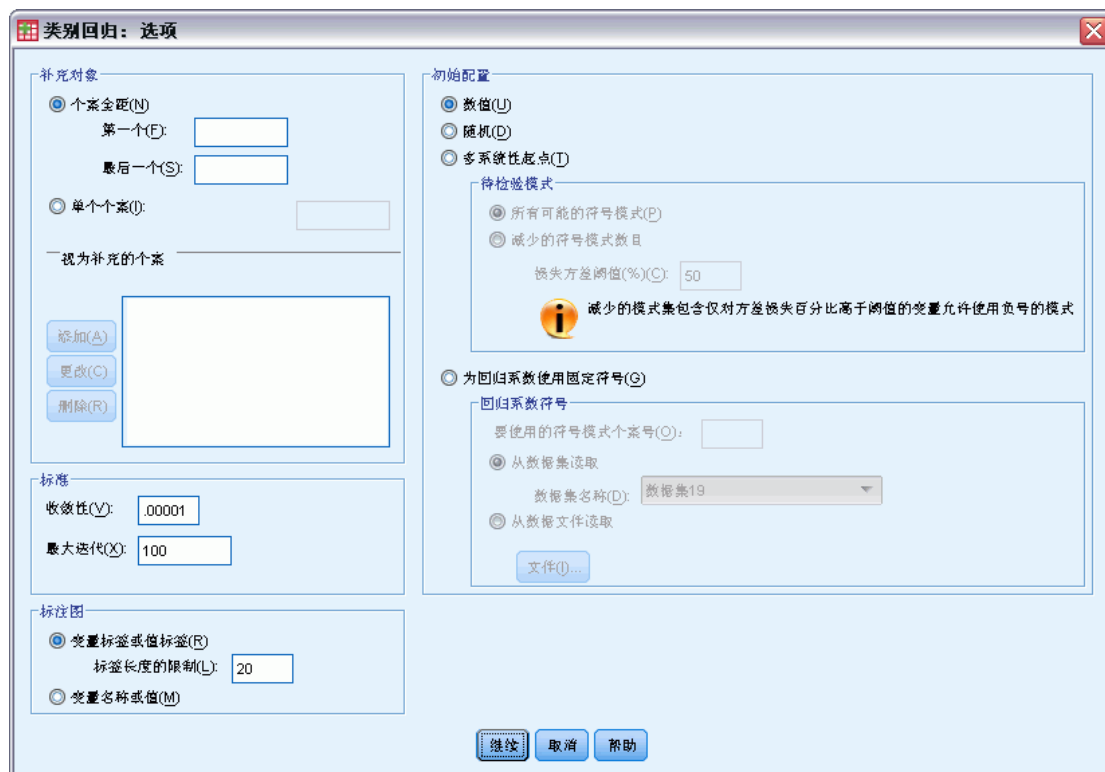 类别回归：选项
补充对象
个案全距(N)
第一个(F):
最后一个(S):
单个个案(I):
视为补充的个案
添加(A)
更改(C)
删除(R)
标准
收敛性(V): .00001
最大迭代(X): 100
标注图
变量标签或值标签(R)
标签长度的限制(L): 20
变量名称或值(M)
初始配置
数值(U)
随机(D)
多系统性起点(T)
待检验模式
所有可能的符号模式(P)
减少的符号模式数目
损失方差阈值(%)(C): 50
减少的模式集包含仅对方差损失百分比高于阈值的变量允许使用负号的模式
为回归系数使用固定符号(G)
回归系数符号
要使用的符号模式个案号(O)：
从数据集读取
数据集名称(D): 数据集19
从数据文件读取
文件(I)...
继续
取消
帮助